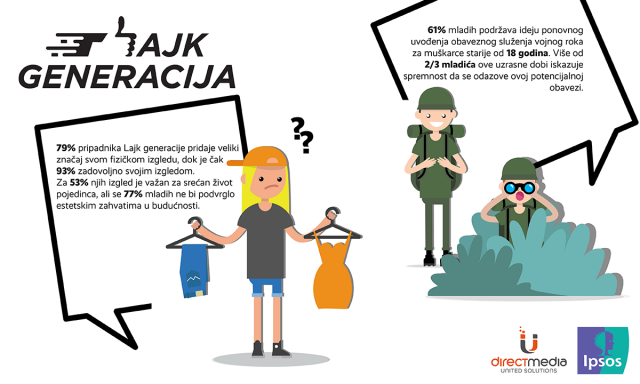 LAJK
GENERACIJA
79% pripadnika Lajk generacije pridaje veliki
značaj svom fizičkom izgledu, dok je čak
93% zadovoljno svojim izgledom.
Za 53% njih izgled je važan za srećan život
pojedinca, ali se 77% mladih ne bi podvrglo
estetskim zahvatima u budućnosti.
??
61% mladih podržava ideju ponovnog
uvođenja obaveznog služenja vojnog roka
za muškarce starije od 18 godina. Više od
2/3 mladića ove uzrasne dobi iskazuje
spremnost da se odazove ovoj potencijalnoj
obavezi.
directmedia
UNITED SOLUTIONS
Ipsos